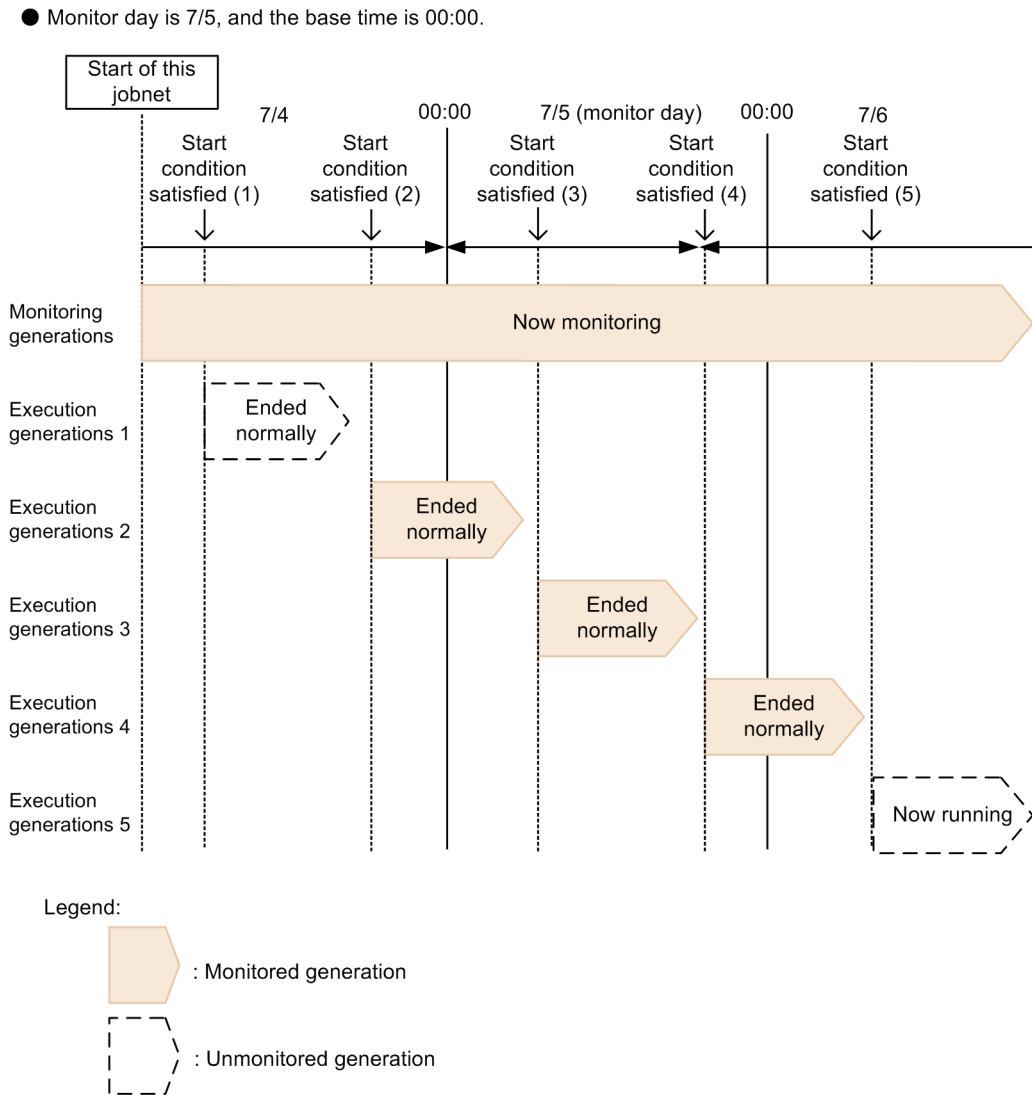 ● Monitor day is 7/5, and the base time is 00:00.
Start of this
jobnet
7/4
00:00
7/5 (monitor day)
00:00
7/6
Start
condition
satisfied (1)
Start
condition
satisfied (2)
Start
condition
satisfied (3)
Start
condition
satisfied (4)
Start
condition
satisfied (5)
Monitoring
generations
Now monitoring
Execution
generations 1
Ended
normally
Execution
generations 2
Ended
normally
Execution
generations 3
Ended
normally
Execution
generations 4
Ended
normally
Execution
generations 5
Now running
Legend:
: Monitored generation
: Unmonitored generation